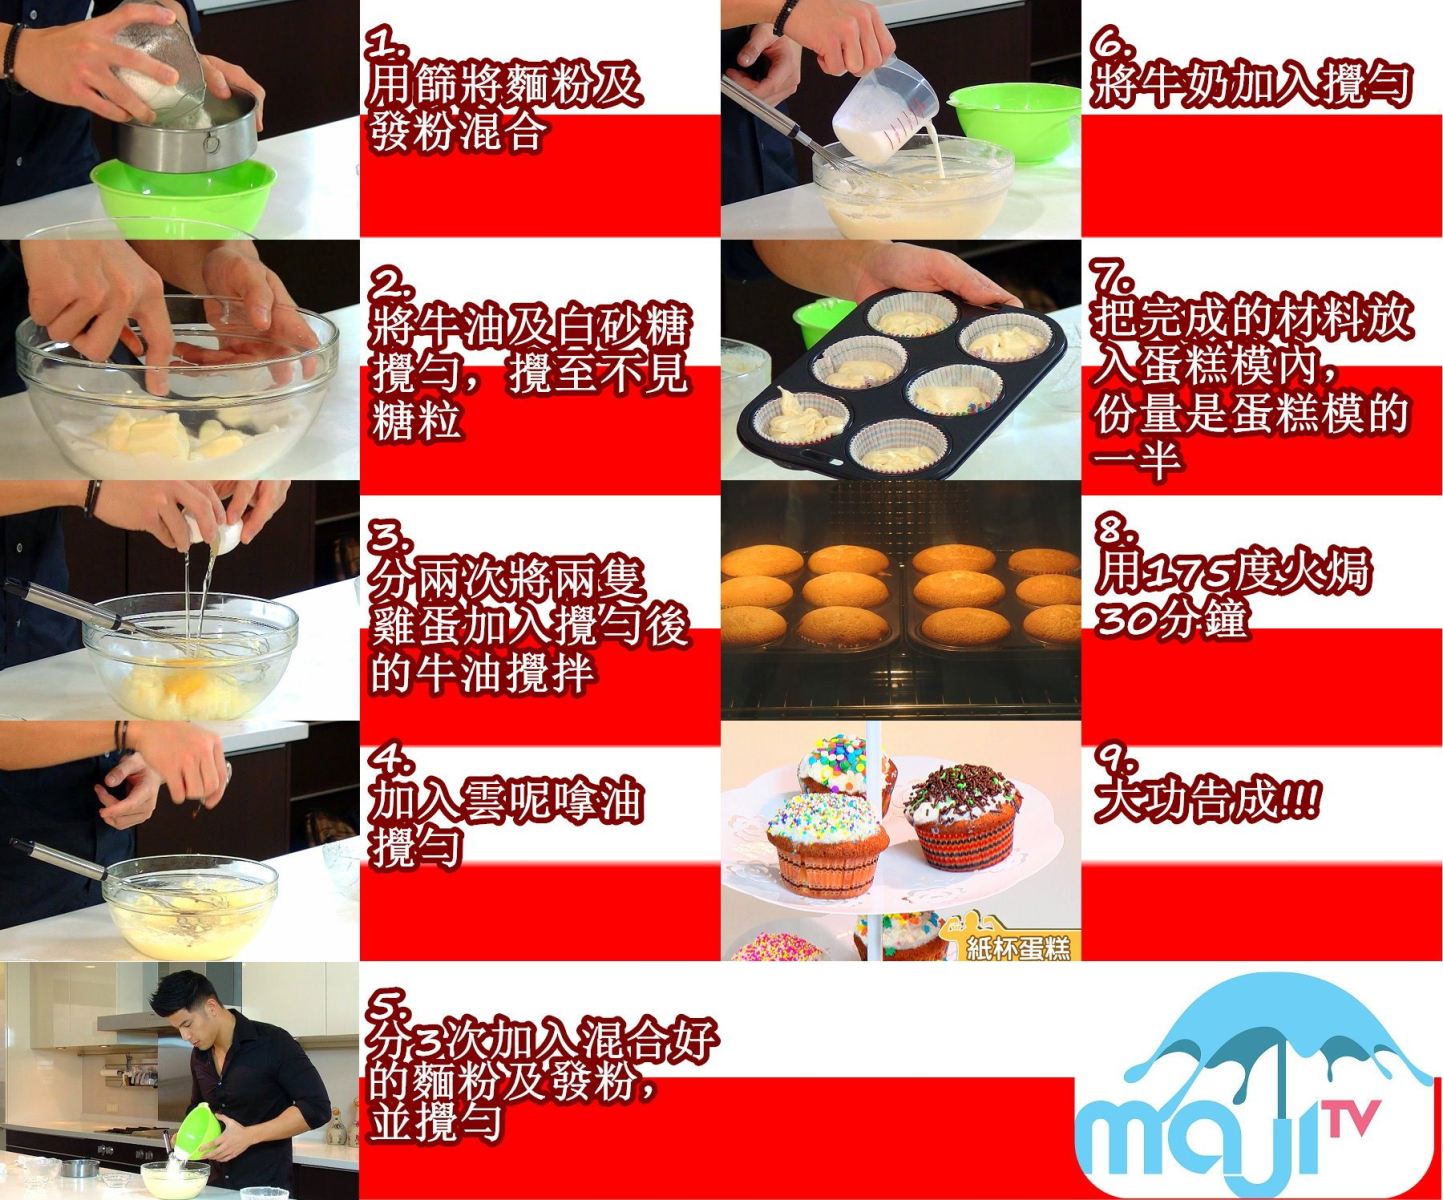 1.
用篩將麵粉及
發粉混合
2.
將牛油及白砂糖
攪勻，攪至不見
糖粒
3.
分兩次將兩隻
雞蛋加入攪勻後
的牛油攪拌
4.
加入雲呢嗱油
攪勻
5.
分3次加入混合好
的麵粉及發粉，
並攪勻
6.
將牛奶加入攪勻
7.
把完成的材料放
入蛋糕模內，
份量是蛋糕模的
一半
8.
用175度火焗
30分鐘
9.
大功告成!!!
紙杯蛋糕
maji TV